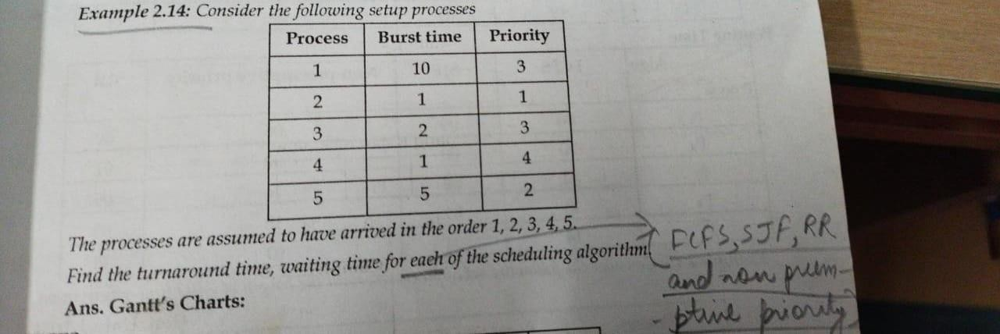 Example 2.14: Consider the following setup processes
Process Burst time Priority
1 10 3
2 1 1
3 2 3
4 1 4
5 5 2
The processes are assumed to have arrived in the order 1, 2, 3, 4, 5.
Find the turnaround time, waiting time for each of the scheduling algorithm
FCFS, SJF, RR
and non preem-
-ptive priority
Ans. Gantt's Charts: